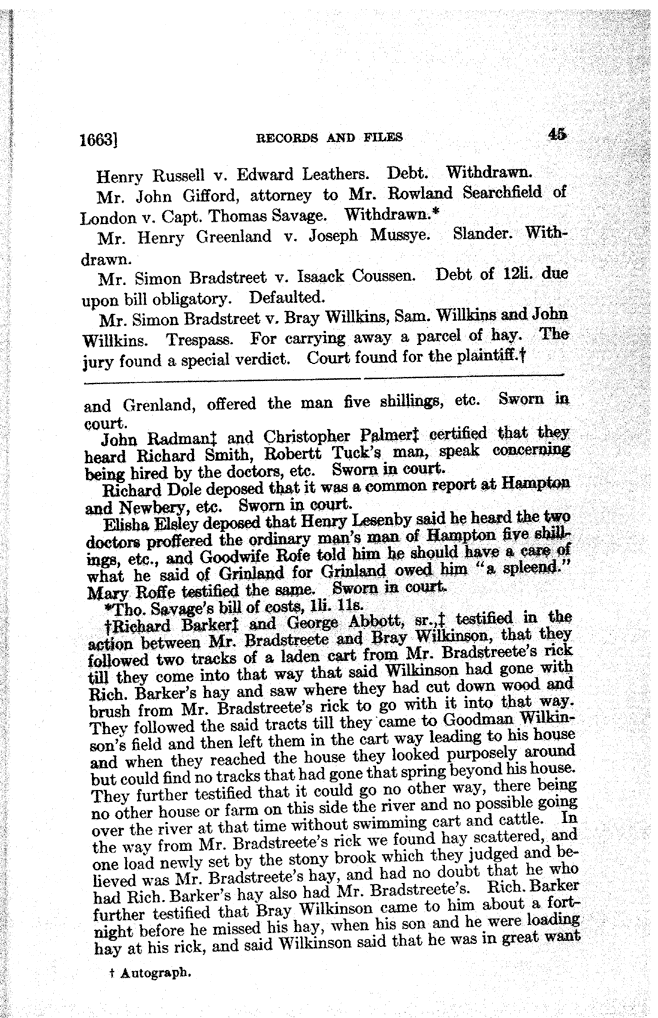 1663] RECORDS AND FILES 45
Henry Russell v. Edward Leathers. Debt. Withdrawn.
Mr. John Gifford, attorney to Mr. Rowland Searchfield of
London v. Capt. Thomas Savage. Withdrawn.*
Mr. Henry Greenland v. Joseph Mussye. Slander. With-
drawn.
Mr. Simon Bradstreet v. Isaack Coussen. Debt of 12li. due
upon bill obligatory. Defaulted.
Mr. Simon Bradstreet v. Bray Willkins, Sam. Willkins and John
Willkins. Trespass. For carrying away a parcel of hay. The
jury found a special verdict. Court found for the plaintiff.†
and Grenland, offered the man five shillings, etc. Sworn in
court.
John Radman‡ and Christopher Palmer‡ certified that they
heard Richard Smith, Robertt Tuck's man, speak concerning
being hired by the doctors, etc. Sworn in court.
Richard Dole deposed that it was a common report at Hampton
and Newbery, etc. Sworn in court.
Elisha Elsley deposed that Henry Lesenby said he heard the two
doctors proffered the ordinary man's man of Hampton five shill-
ings, etc., and Goodwife Rofe told him he should have a care of
what he said of Grinland for Grinland owed him "a spleend."
Mary Roffe testified the same. Sworn in court.
*Tho. Savage's bill of costs, 1li. 11s.
†Richard Barker‡ and George Abbott, sr.,‡ testified in the
action between Mr. Bradstreete and Bray Wilkinson, that they
followed two tracks of a laden cart from Mr. Bradstreete's rick
till they come into that way that said Wilkinson had gone with
Rich. Barker's hay and saw where they had cut down wood and
brush from Mr. Bradstreete's rick to go with it into that way.
They followed the said tracts till they came to Goodman Wilkin-
son's field and then left them in the cart way leading to his house
and when they reached the house they looked purposely around
but could find no tracks that had gone that spring beyond his house.
They further testified that it could go no other way, there being
no other house or farm on this side the river and no possible going
over the river at that time without swimming cart and cattle. In
the way from Mr. Bradstreete's rick we found hay scattered, and
one load newly set by the stony brook which they judged and be-
lieved was Mr. Bradstreete's hay, and had no doubt that he who
had Rich. Barker's hay also had Mr. Bradstreete's. Rich. Barker
further testified that Bray Wilkinson came to him about a fort-
night before he missed his hay, when his son and he were loading
hay at his rick, and said Wilkinson said that he was in great want
† Autograph.